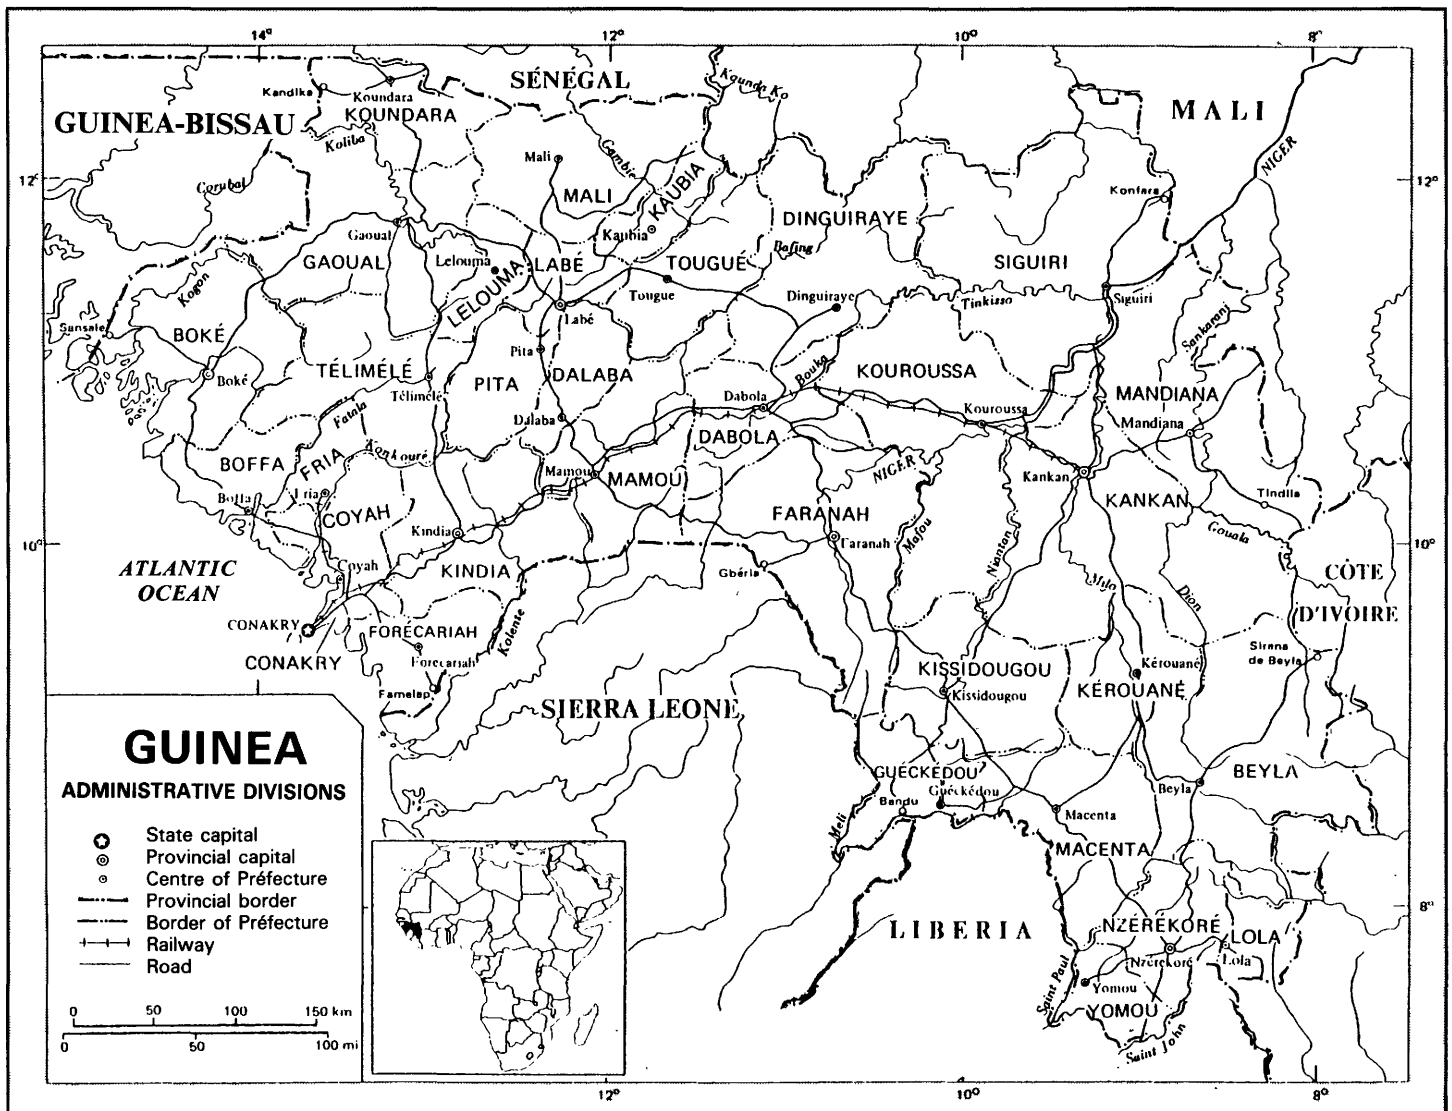 14°
12°
10°
8°
SÉNÉGAL
Kounda Ko
MALI
Kandika
Koundara
KOUNDARA
GUINEA-BISSAU
Koliba
NIGER
Mali
Gambie
12°
12°
Corubal
MALI
KAUBIA
Konfara
DINGUIRAYE
Gaoual
Kaubia
Bafing
GAOUAL
Lelouma
LABÉ
TOUGUÉ
SIGUIRI
LELOUMA
Kogon
Tougue
Dinguiraye
Tinkisso
Siguiri
Sansale
BOKÉ
Labé
Sankarani
Pita
Boké
TÉLIMÉLÉ
PITA
DALABA
Bouka
KOUROUSSA
MANDIANA
Télimélé
Dabola
Fatala
Dalaba
Kouroussa
Mandiana
DABOLA
BOFFA
FRIA
Konkouré
Mamou
MAMOU
NIGER
Kankan
Boffa
Fria
KANKAN
Tindila
COYAH
FARANAH
Kindia
Faranah
Mafou
Niantan
Gouala
10°
10°
ATLANTIC
OCEAN
Coyah
KINDIA
Gbéria
Milo
Dion
CÔTE
D'IVOIRE
CONAKRY
FORÉCARIAH
Kolente
CONAKRY
Forecariah
KISSIDOUGOU
Kérouané
Sirana
de Beyla
Famelap
Kissidougou
KÉROUANÉ
SIERRA LEONE
GUINEA
ADMINISTRATIVE DIVISIONS
GUÉCKÉDOU
BEYLA
Bandu
Guéckédou
Beyla
Meli
Macenta
State capital
Provincial capital
Centre of Préfecture
Provincial border
Border of Préfecture
Railway
Road
MACENTA
8°
LIBERIA
NZÉRÉKORÉ
LOLA
Nzérékoré
Lola
Saint Paul
Yomou
YOMOU
Saint John
0
50
100
150 km
0
50
100 mi
12°
10°
8°